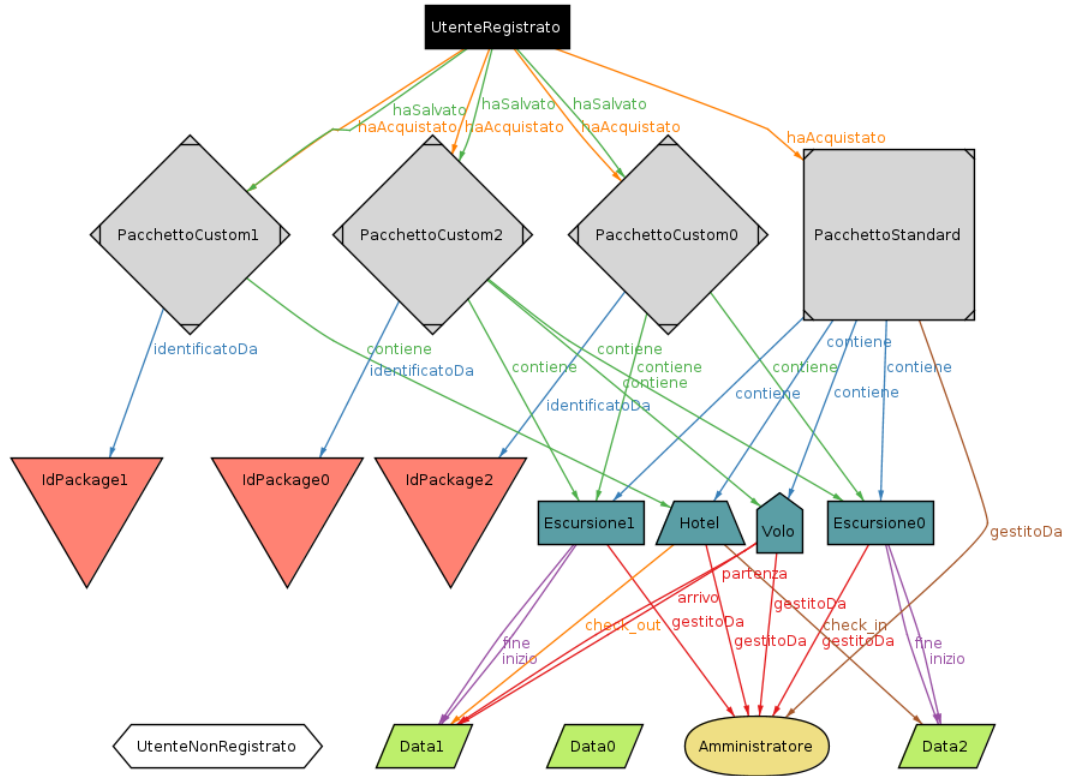 UtenteRegistrato
haSalvato
haSalvato
haSalvato
haAcquistato
haAcquistato
haAcquistato
haAcquistato
PacchettoCustom1
PacchettoCustom2
PacchettoCustom0
PacchettoStandard
identificatoDa
contiene
identificatoDa
contiene
contiene
contiene
contiene
identificatoDa
contiene
contiene
contiene
contiene
contiene
IdPackage1
IdPackage0
IdPackage2
Escursione1
Hotel
Volo
Escursione0
gestitoDa
partenza
arrivo
gestitoDa
gestitoDa
check_out
gestitoDa
check_in
gestitoDa
fine
inizio
fine
inizio
UtenteNonRegistrato
Data1
Data0
Amministratore
Data2